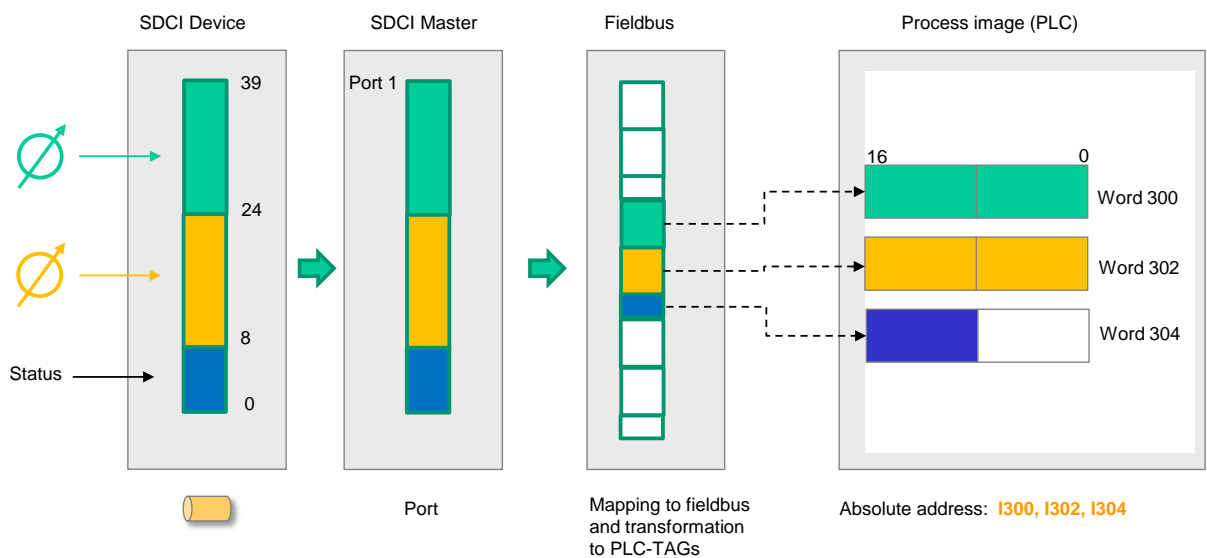 SDCI Device
SDCI Master
Fieldbus
Process image (PLC)
39
Port 1
16
0
24
Word 300
Word 302
8
Word 304
Status
0
Port
Mapping to fieldbus
and transformation
to PLC-TAGs
Absolute address: I300, I302, I304